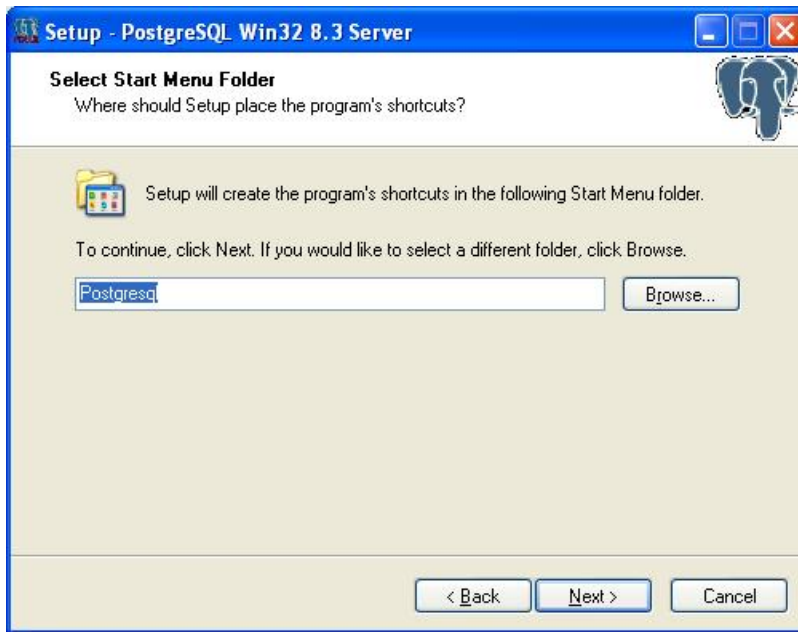 Setup - PostgreSQL Win32 8.3 Server
Select Start Menu Folder
Where should Setup place the program's shortcuts?
Setup will create the program's shortcuts in the following Start Menu folder.
To continue, click Next. If you would like to select a different folder, click Browse.
Postgresql
Browse...
< Back
Next >
Cancel